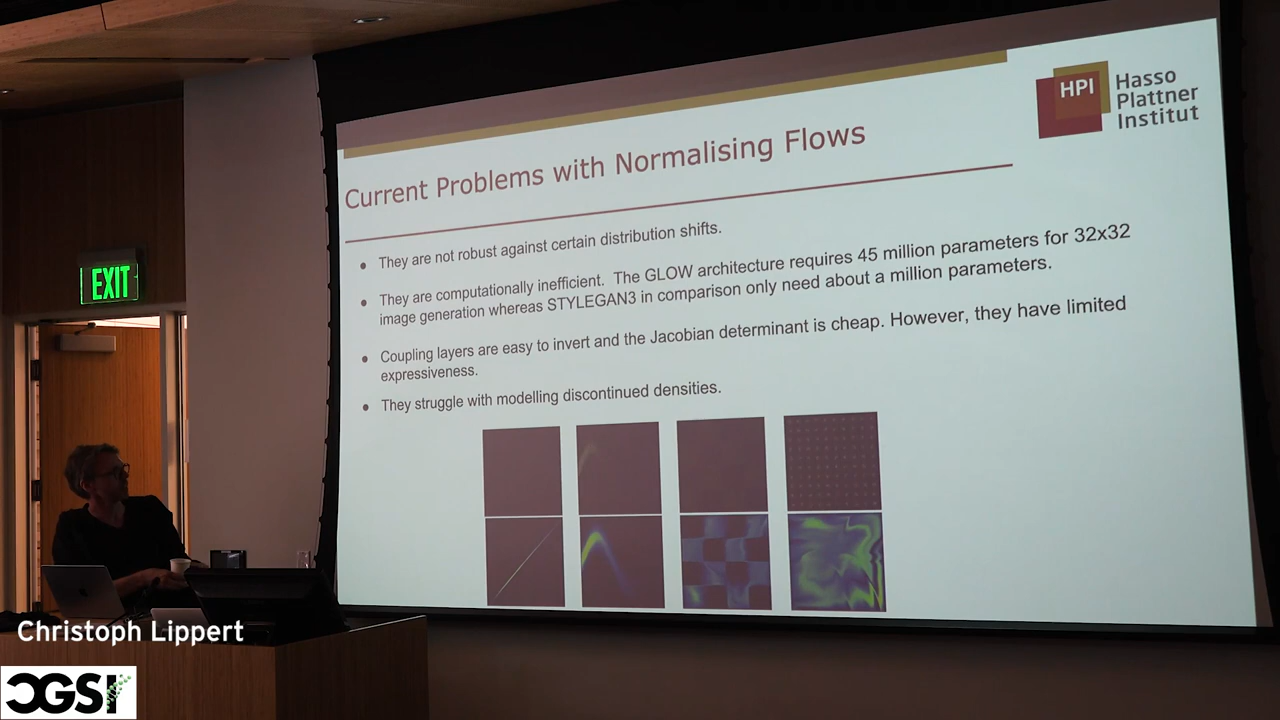 HPI Hasso
Plattner
Institut
Current Problems with Normalising Flows
They are not robust against certain distribution shifts.
They are computationally inefficient. The GLOW architecture requires 45 million parameters for 32x32
image generation whereas STYLEGAN3 in comparison only need about a million parameters.
Coupling layers are easy to invert and the Jacobian determinant is cheap. However, they have limited
expressiveness.
They struggle with modelling discontinued densities.
EXIT
Christoph Lippert
CGSI